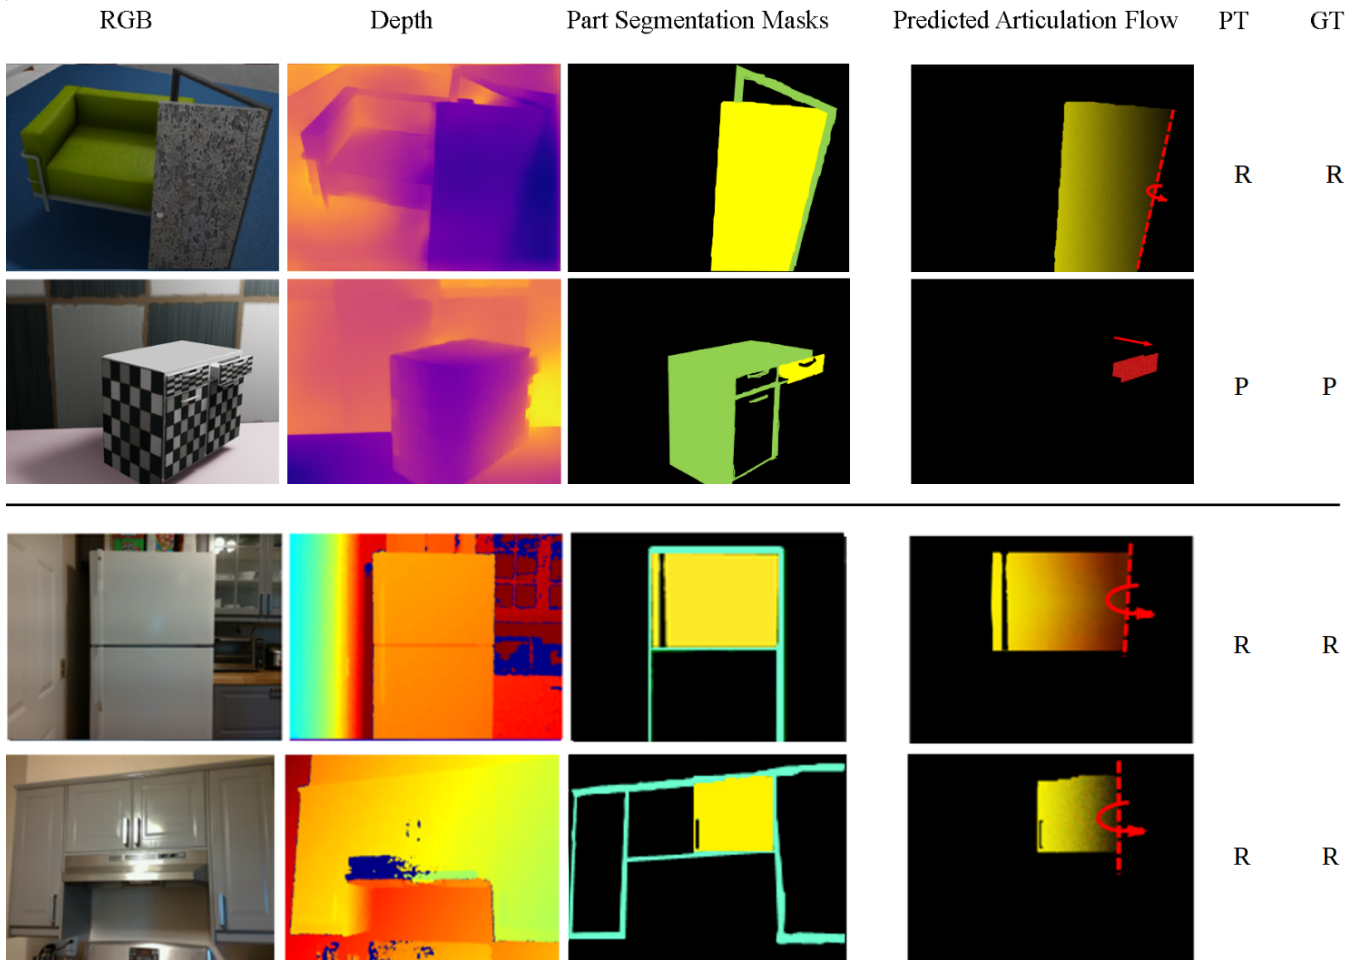 RGB Depth Part Segmentation Masks Predicted Articulation Flow PT GT
R R
P P
R R
R R